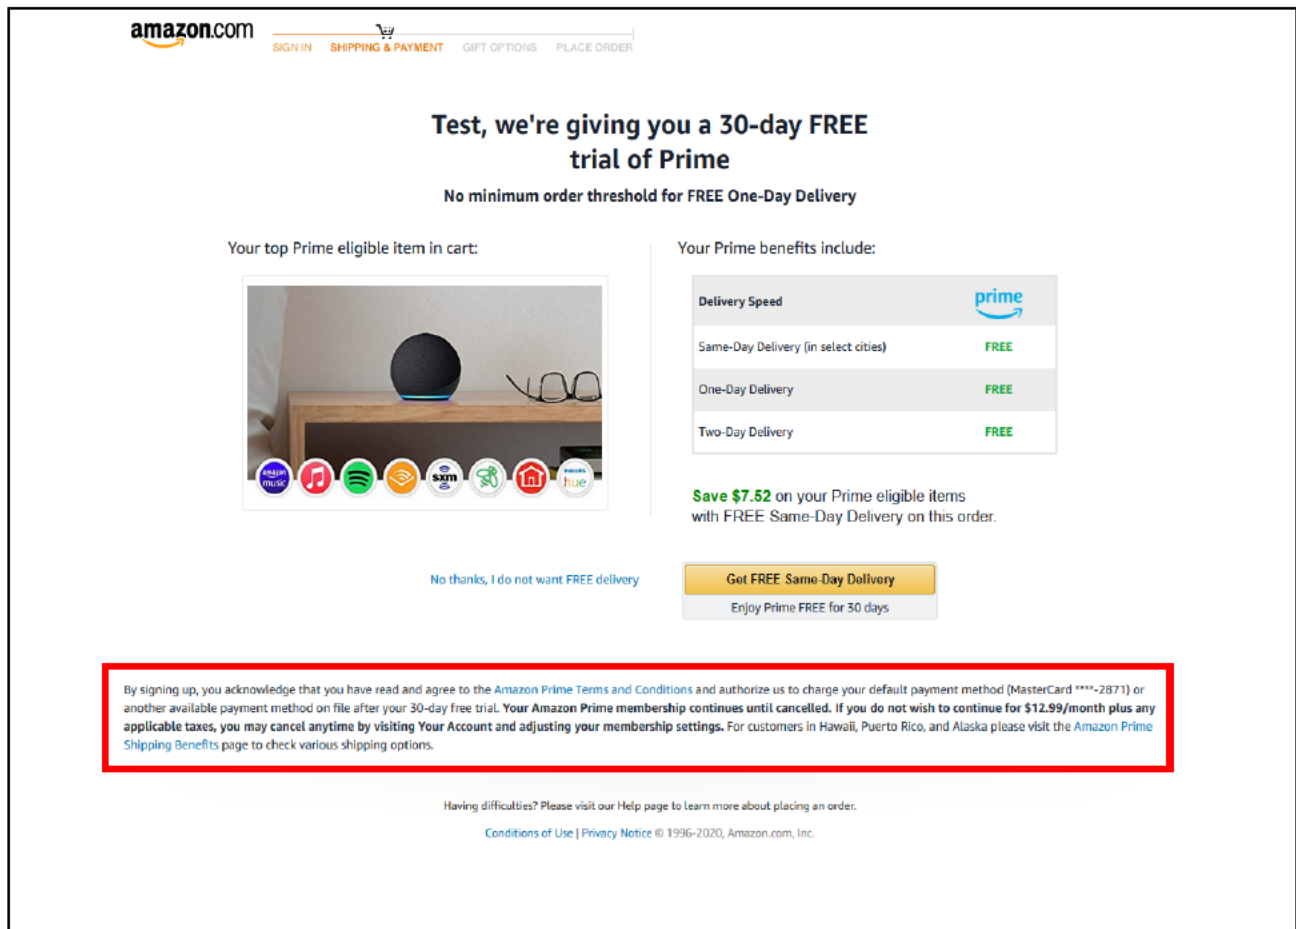 amazon.com
SIGN IN SHIPPING & PAYMENT GIFT OPTIONS PLACE ORDER
Test, we're giving you a 30-day FREE
trial of Prime
No minimum order threshold for FREE One-Day Delivery
Your top Prime eligible item in cart:
amazon music
sxm
PHILIPS hue
Your Prime benefits include:
Delivery Speed prime
Same-Day Delivery (in select cities) FREE
One-Day Delivery FREE
Two-Day Delivery FREE
Save $7.52 on your Prime eligible items
with FREE Same-Day Delivery on this order.
No thanks, I do not want FREE delivery
Get FREE Same-Day Delivery
Enjoy Prime FREE for 30 days
By signing up, you acknowledge that you have read and agree to the Amazon Prime Terms and Conditions and authorize us to charge your default payment method (MasterCard ****-2871) or
another available payment method on file after your 30-day free trial. Your Amazon Prime membership continues until cancelled. If you do not wish to continue for $12.99/month plus any
applicable taxes, you may cancel anytime by visiting Your Account and adjusting your membership settings. For customers in Hawaii, Puerto Rico, and Alaska please visit the Amazon Prime
Shipping Benefits page to check various shipping options.
Having difficulties? Please visit our Help page to learn more about placing an order.
Conditions of Use | Privacy Notice © 1996-2020, Amazon.com, Inc.